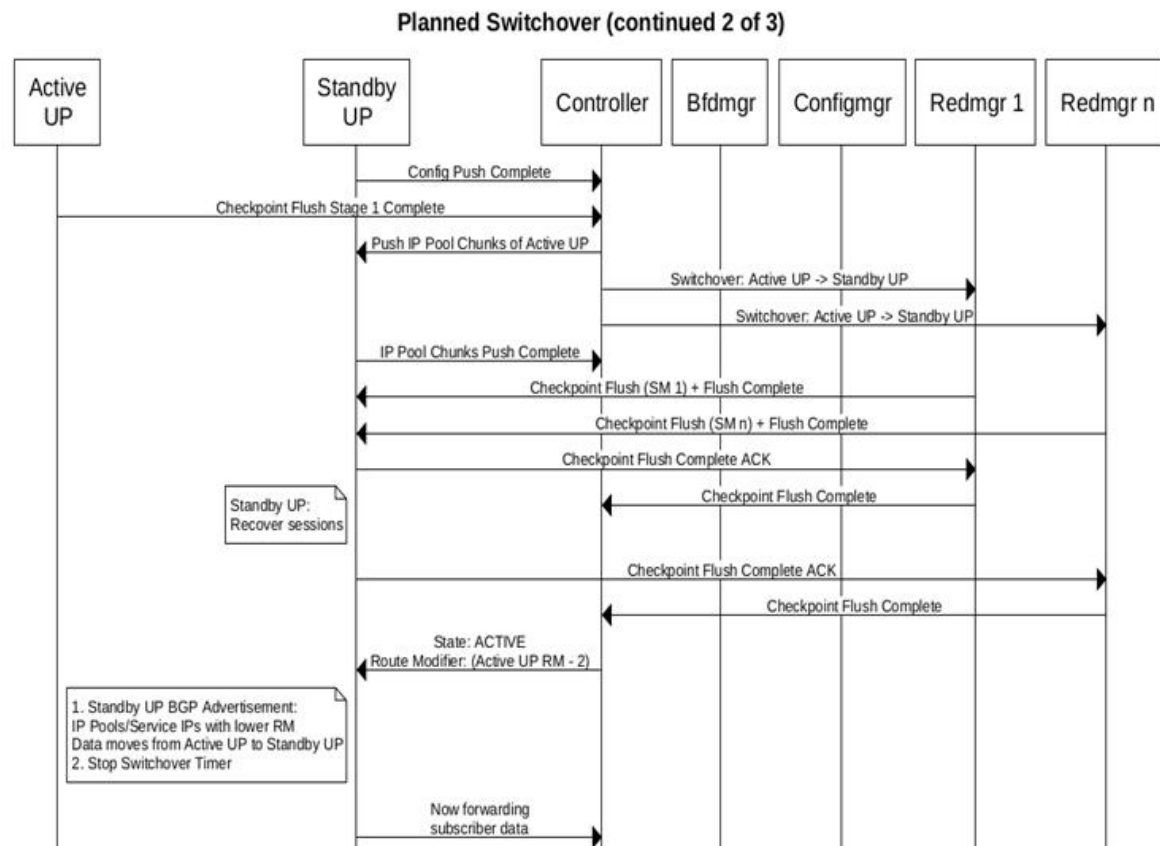 Planned Switchover (continued 2 of 3)
Active
UP
Standby
UP
Controller
Bfdmgr
Configmgr
Redmgr 1
Redmgr n
Config Push Complete
Checkpoint Flush Stage 1 Complete
Push IP Pool Chunks of Active UP
Switchover: Active UP -> Standby UP
Switchover: Active UP -> Standby UP
IP Pool Chunks Push Complete
Checkpoint Flush (SM 1) + Flush Complete
Checkpoint Flush (SM n) + Flush Complete
Checkpoint Flush Complete ACK
Checkpoint Flush Complete
Standby UP:
Recover sessions
Checkpoint Flush Complete ACK
Checkpoint Flush Complete
State: ACTIVE
Route Modifier: (Active UP RM - 2)
1. Standby UP BGP Advertisement:
IP Pools/Service IPs with lower RM
Data moves from Active UP to Standby UP
2. Stop Switchover Timer
Now forwarding
subscriber data